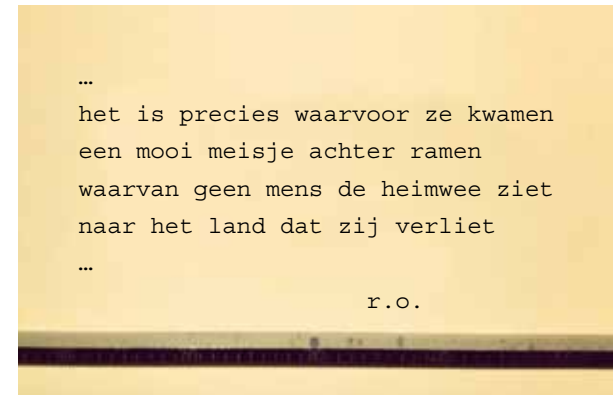 …
het is precies waarvoor ze kwamen
een mooi meisje achter ramen
waarvan geen mens de heimwee ziet
naar het land dat zij verliet
…
r.o.